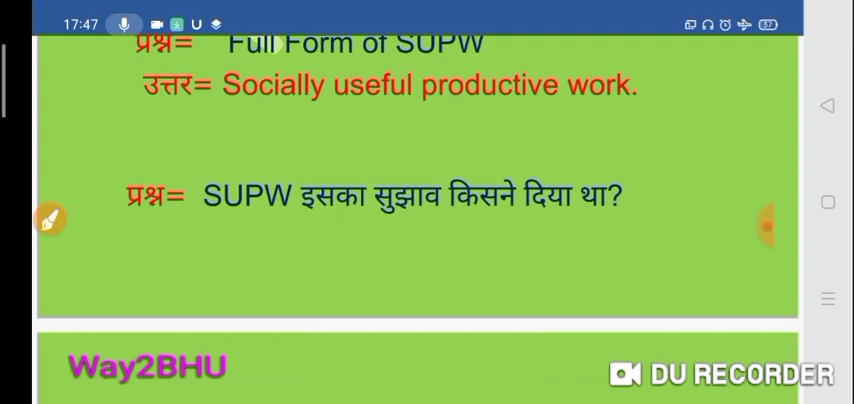 17:47 U 57
प्रश्न= Full Form of SUPW
उत्तर= Socially useful productive work.
प्रश्न= SUPW इसका सुझाव किसने दिया था?
Way2BHU
DU RECORDER